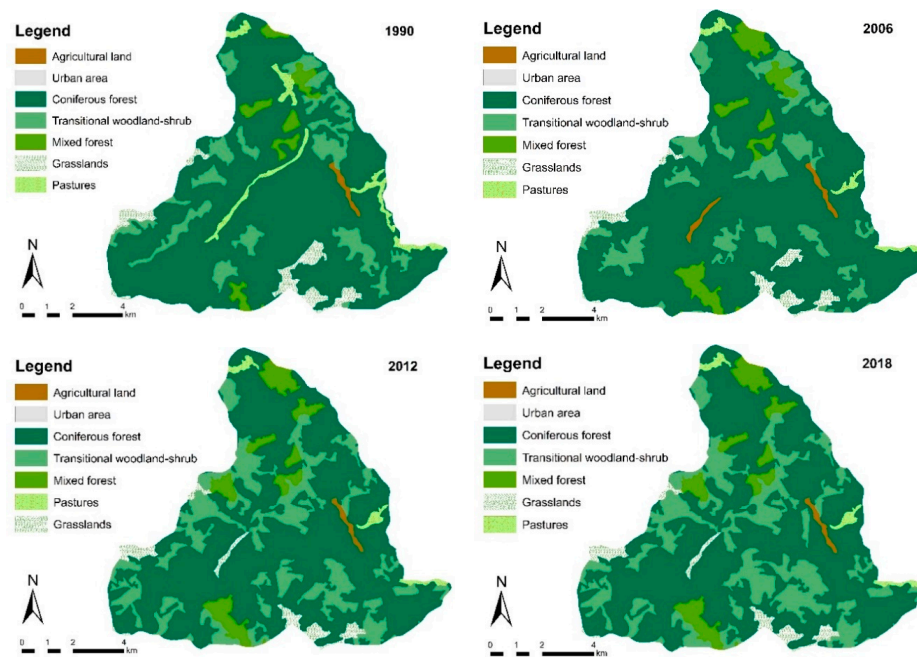 Legend 1990
Agricultural land
Urban area
Coniferous forest
Transitional woodland-shrub
Mixed forest
Grasslands
Pastures
N
0 2 4
km
Legend 2006
Agricultural land
Urban area
Coniferous forest
Transitional woodland-shrub
Mixed forest
Grasslands
Pastures
N
0 2 4
km
Legend 2012
Agricultural land
Urban area
Coniferous forest
Transitional woodland-shrub
Mixed forest
Pastures
Grasslands
N
0 2 4
km
Legend 2018
Agricultural land
Urban area
Coniferous forest
Transitional woodland-shrub
Mixed forest
Grasslands
Pastures
N
0 2 4
km